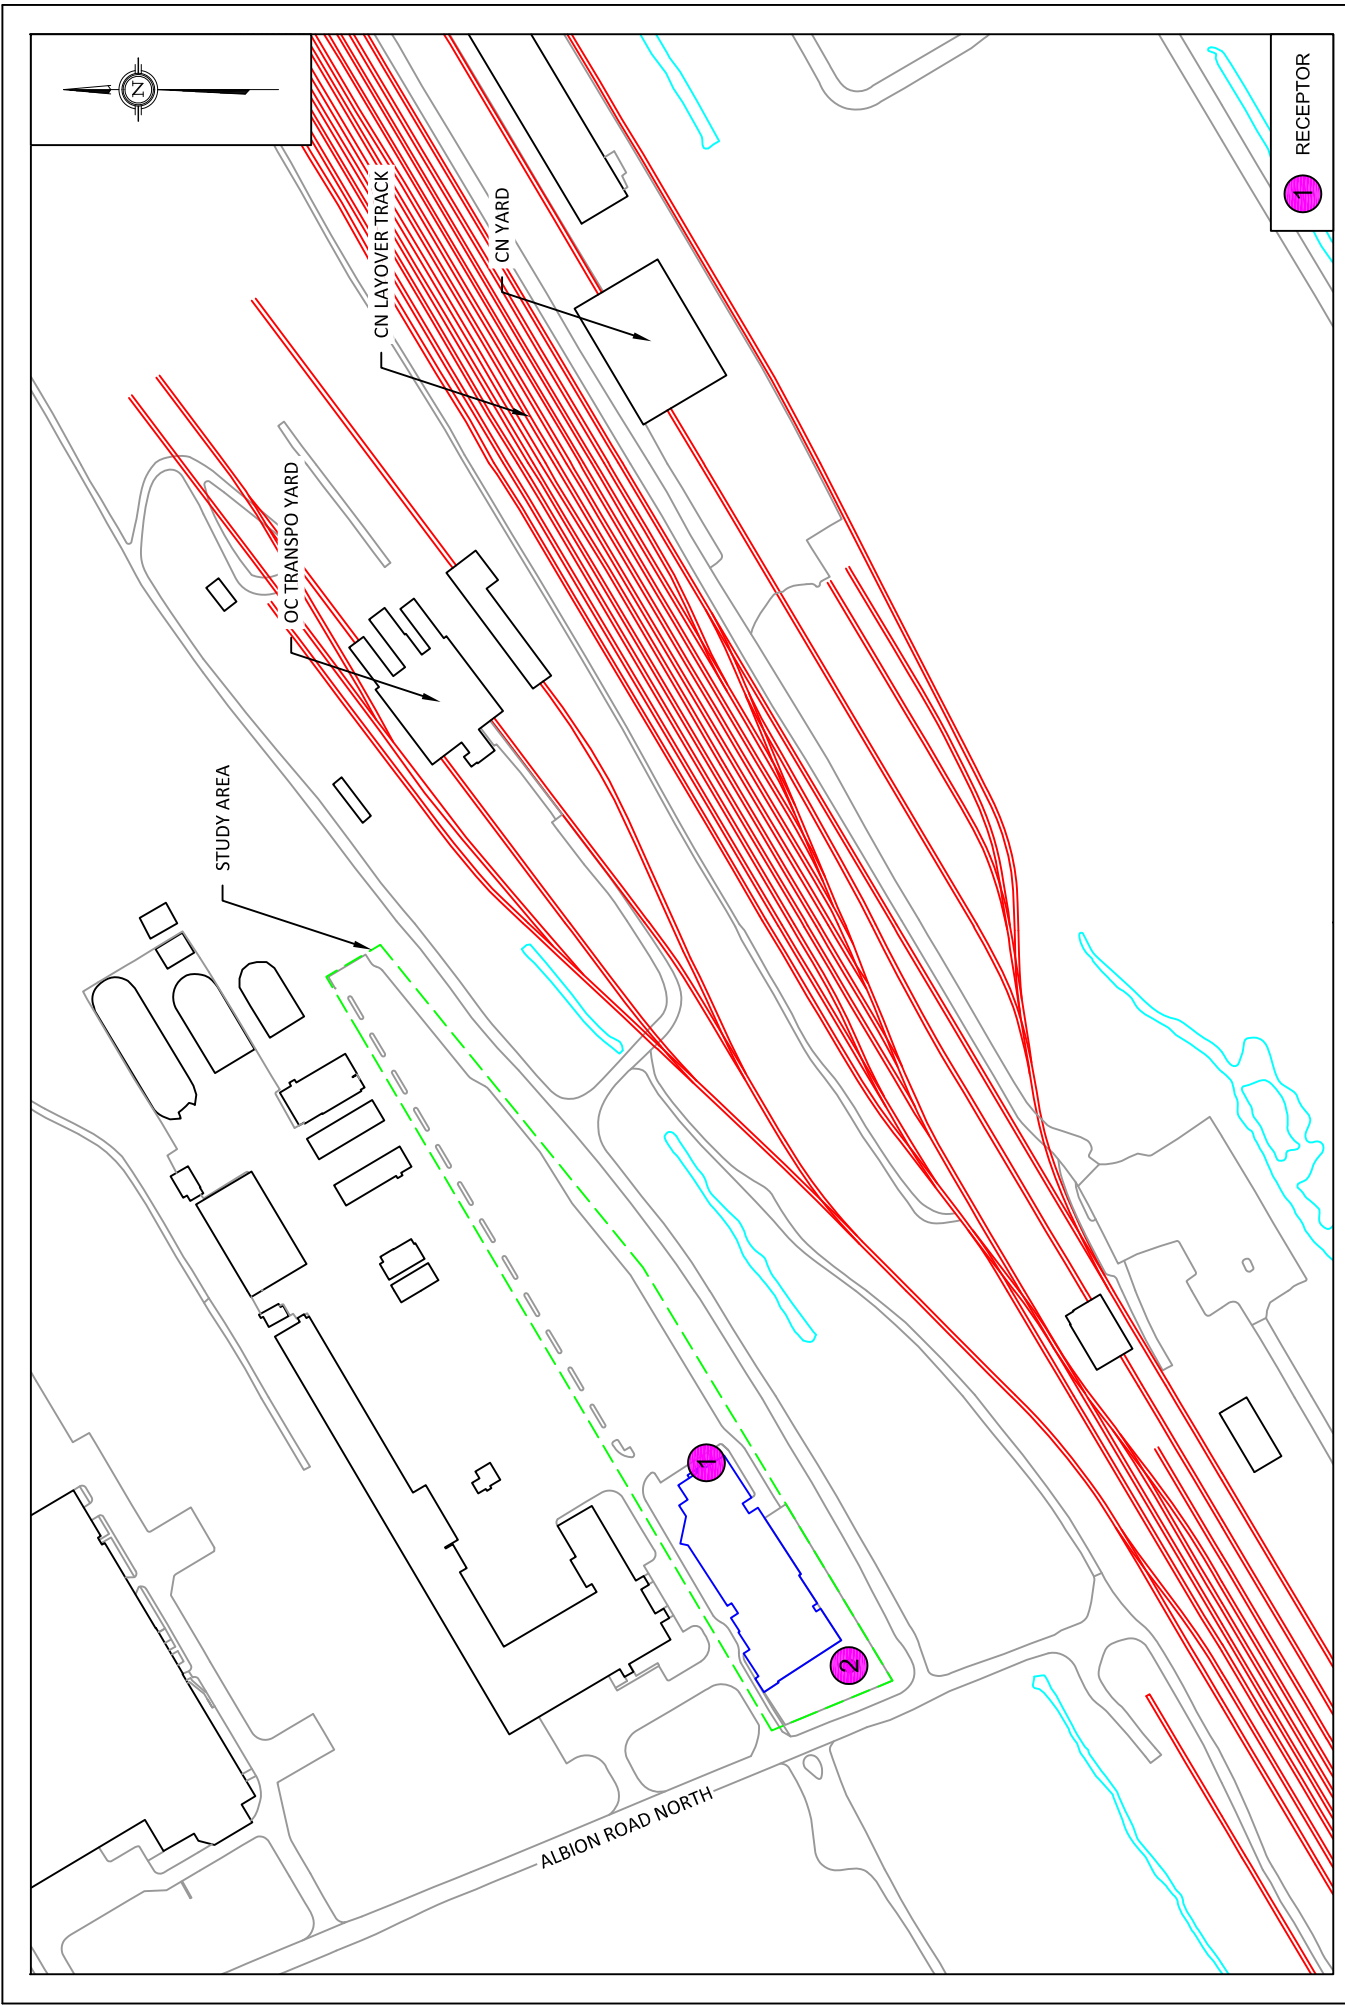 N
CN LAYOVER TRACK
CN YARD
OC TRANSPO YARD
STUDY AREA
1
2
ALBION ROAD NORTH
1 RECEPTOR